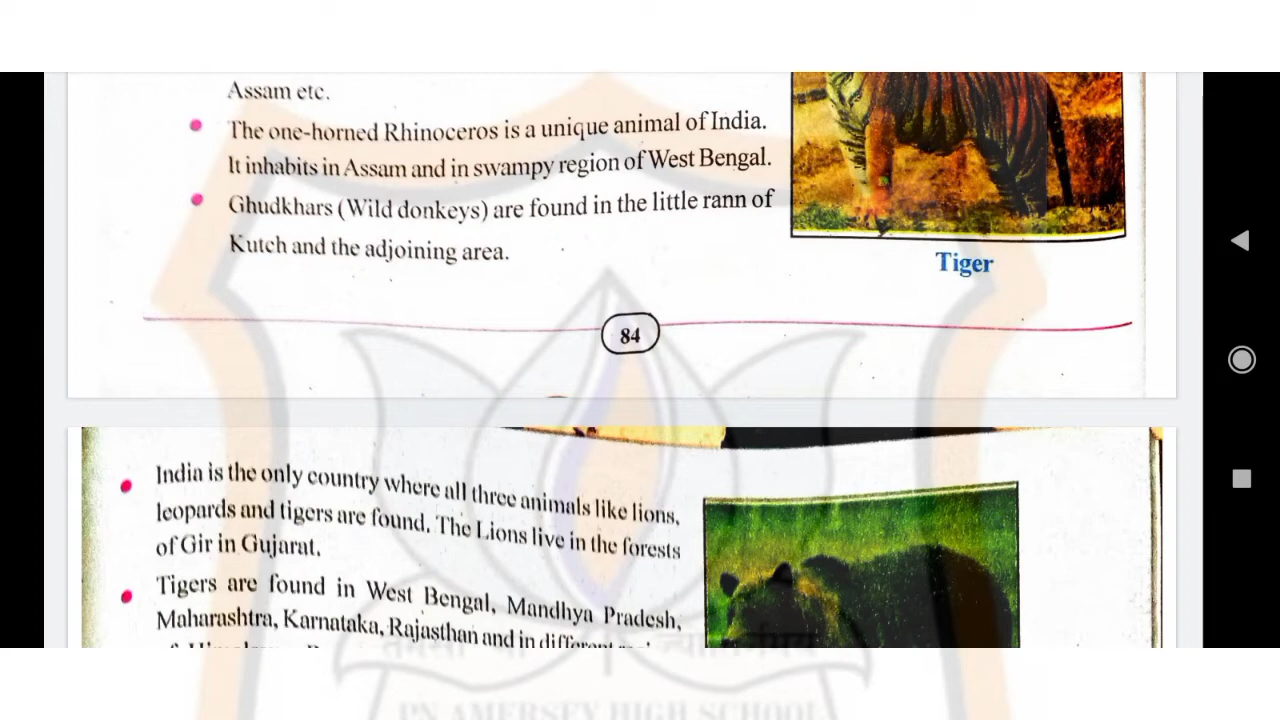 Assam etc.
The one-horned Rhinoceros is a unique animal of India.
It inhabits in Assam and in swampy region of West Bengal.
Ghudkhars (Wild donkeys) are found in the little rann of
Kutch and the adjoining area.
Tiger
84
India is the only country where all three animals like lions,
leopards and tigers are found. The Lions live in the forests
of Gir in Gujarat.
Tigers are found in West Bengal, Mandhya Pradesh,
Maharashtra, Karnataka, Rajasthan and in different
PN AMERSEY HIGH SCHOOL